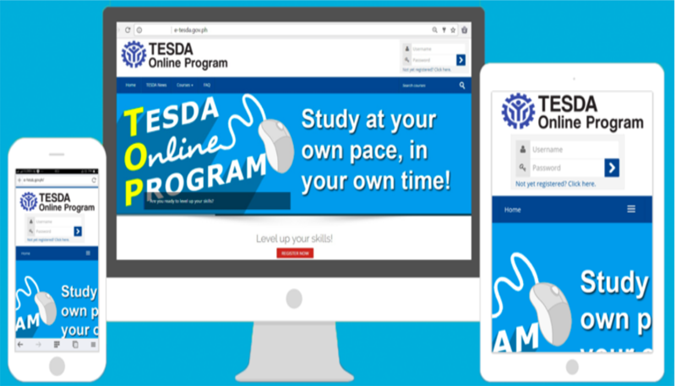 e-tesda.gov.ph
TESDA
Online Program
Username
Password
Not yet registered? Click here.
Home TESDA News Courses FAQ Search courses
TESDA
Online
PROGRAM
Study at your
own pace, in
your own time!
Are you ready to level up your skills?
Level up your skills!
REGISTER NOW
e-tesda.gov.ph
TESDA
Online Program
Username
Password
Not yet registered? Click here.
Home
AM
Study
own p
your o
TESDA
Online Program
Username
Password
Not yet registered? Click here.
Home
AM
Study
own p